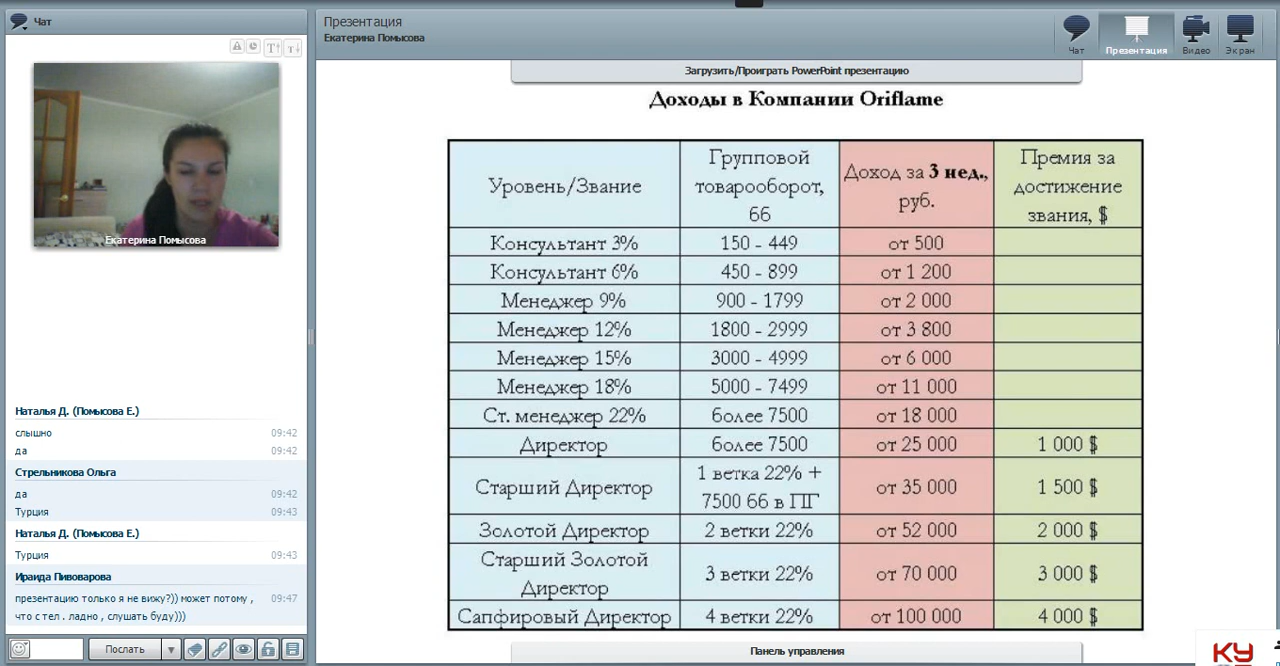 Чат
Екатерина Помысова
Наталья Д. (Помысова Е.)
слышно 09:42
да 09:42
Стрельникова Ольга
да 09:42
Турция 09:43
Наталья Д. (Помысова Е.)
Турция 09:43
Ираида Пивоварова
презентацию только я не вижу?)) может потому , 09:47
что с тел . ладно , слушать буду)))
Послать
Презентация
Екатерина Помысова
Чат
Презентация
Видео
Экран
Загрузить/Проиграть PowerPoint презентацию
Доходы в Компании Oriflame
Уровень/Звание
Групповой
товарооборот,
бб
Доход за 3 нед.,
руб.
Премия за
достижение
звания, $
Консультант 3% 150 - 449 от 500
Консультант 6% 450 - 899 от 1 200
Менеджер 9% 900 - 1799 от 2 000
Менеджер 12% 1800 - 2999 от 3 800
Менеджер 15% 3000 - 4999 от 6 000
Менеджер 18% 5000 - 7499 от 11 000
Ст. менеджер 22% более 7500 от 18 000
Директор более 7500 от 25 000 1 000 $
Старший Директор
1 ветка 22% +
7500 бб в ПГ
от 35 000 1 500 $
Золотой Директор 2 ветки 22% от 52 000 2 000 $
Старший Золотой
Директор
3 ветки 22% от 70 000 3 000 $
Сапфировый Директор 4 ветки 22% от 100 000 4 000 $
Панель управления
КУ